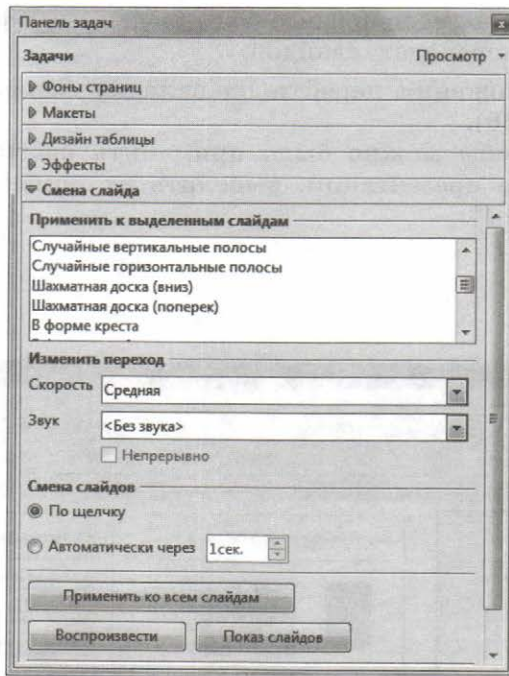 Панель задач
Задачи Просмотр
Фоны страниц
Макеты
Дизайн таблицы
Эффекты
Смена слайда
Применить к выделенным слайдам
Случайные вертикальные полосы
Случайные горизонтальные полосы
Шахматная доска (вниз)
Шахматная доска (поперек)
В форме креста
Изменить переход
Скорость Средняя
Звук <Без звука>
Непрерывно
Смена слайдов
По щелчку
Автоматически через 1сек.
Применить ко всем слайдам
Воспроизвести Показ слайдов